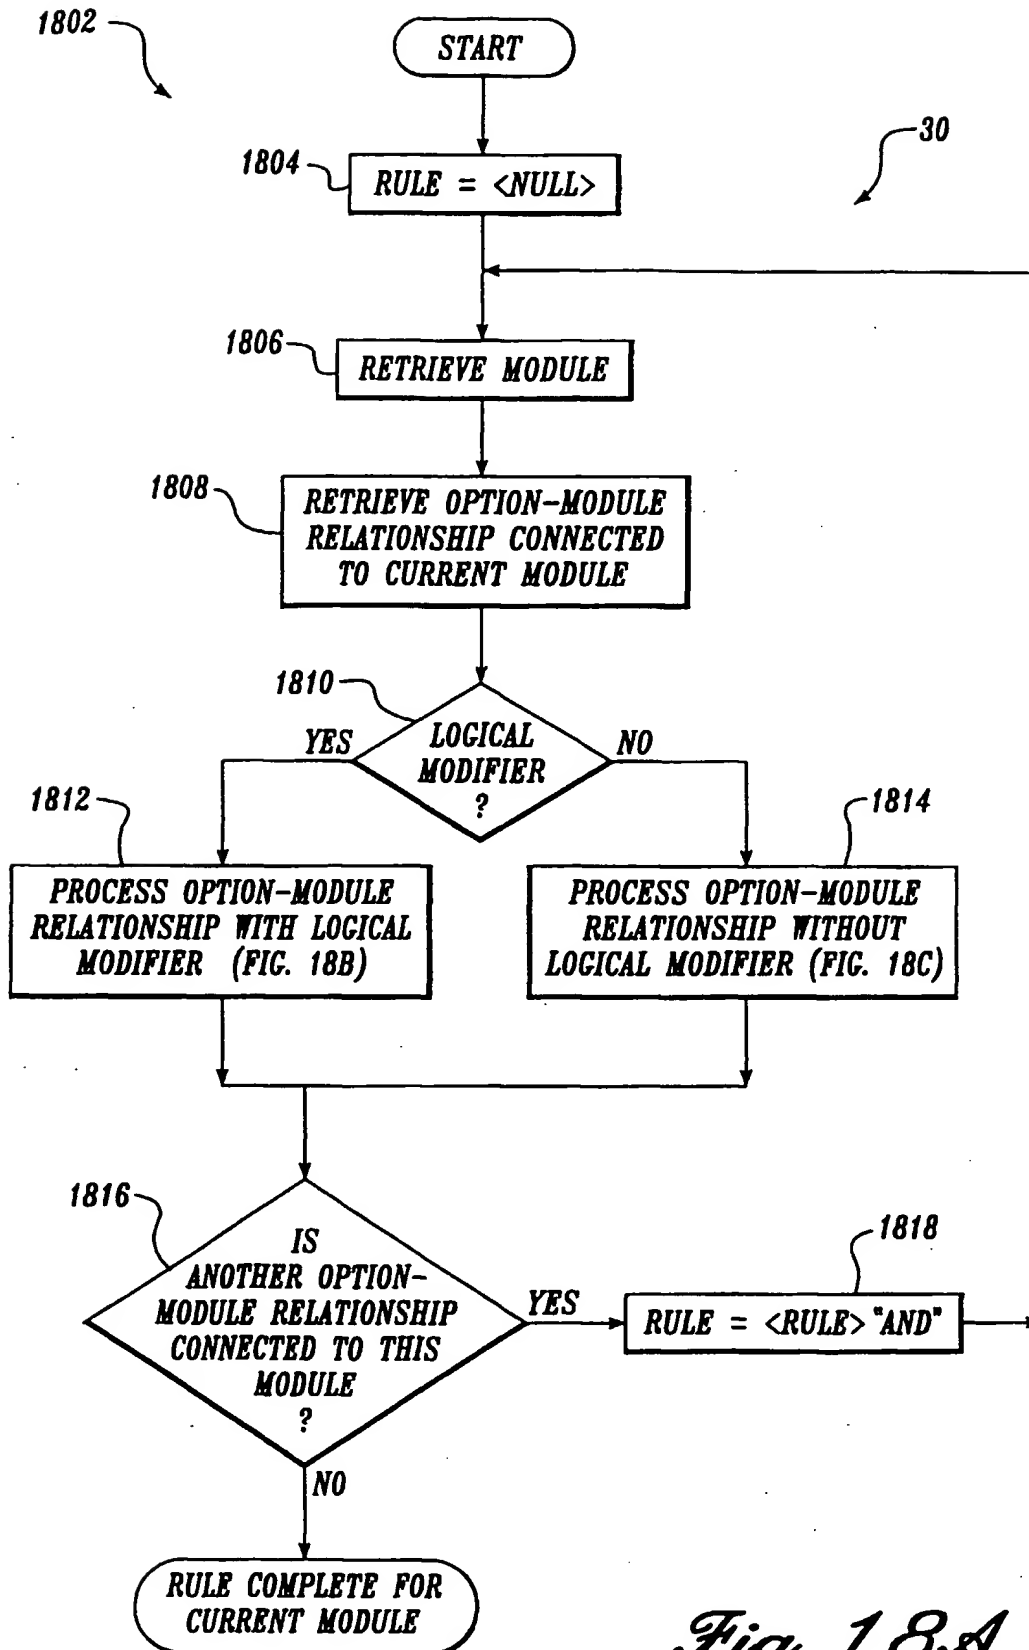 1802
START
30
1804
RULE = <NULL>
1806
RETRIEVE MODULE
1808
RETRIEVE OPTION-MODULE
RELATIONSHIP CONNECTED
TO CURRENT MODULE
1810
YES
LOGICAL
MODIFIER
?
NO
1812
1814
PROCESS OPTION-MODULE
RELATIONSHIP WITH LOGICAL
MODIFIER (FIG. 18B)
PROCESS OPTION-MODULE
RELATIONSHIP WITHOUT
LOGICAL MODIFIER (FIG. 18C)
1816
IS
ANOTHER OPTION-
MODULE RELATIONSHIP
CONNECTED TO THIS
MODULE
?
YES
1818
RULE = <RULE> "AND"
NO
RULE COMPLETE FOR
CURRENT MODULE
Fig. 18A